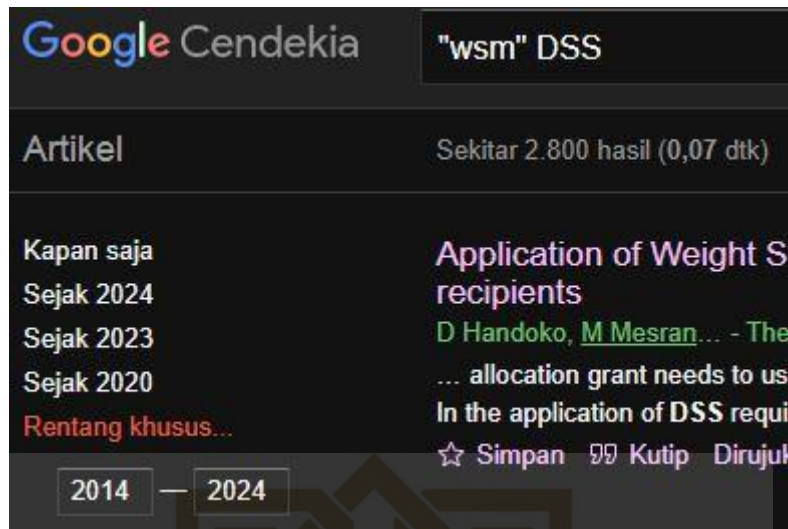 Google Cendekia
"wsm" DSS
Artikel
Sekitar 2.800 hasil (0,07 dtk)
Kapan saja
Sejak 2024
Sejak 2023
Sejak 2020
Rentang khusus...
2014 — 2024
Application of Weight S
recipients
D Handoko, M Mesran... - The
... allocation grant needs to us
In the application of DSS requi
Simpan Kutip Dirujuk